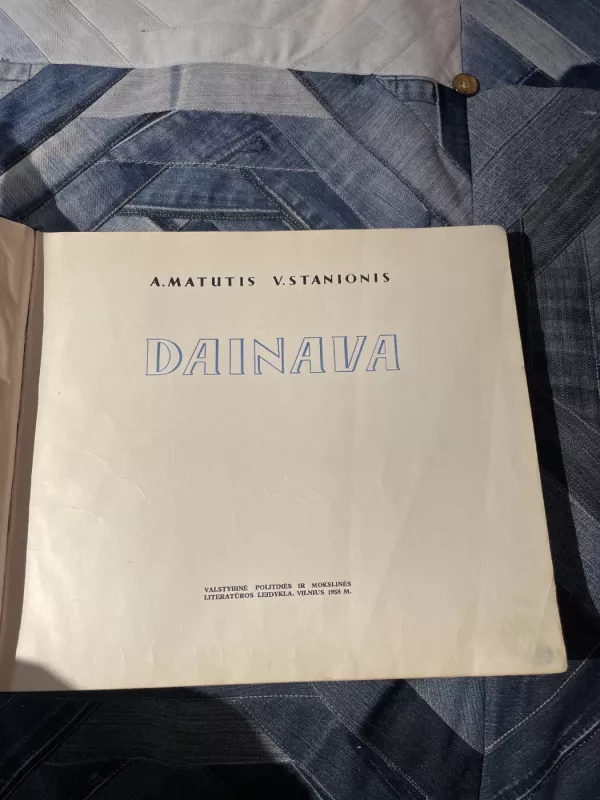 A. MATUTIS V. STANIONIS
DAINAVA
VALSTYBINĖ POLITINĖS IR MOKSLINĖS
LITERATŪROS LEIDYKLA. VILNIUS 1958 M.